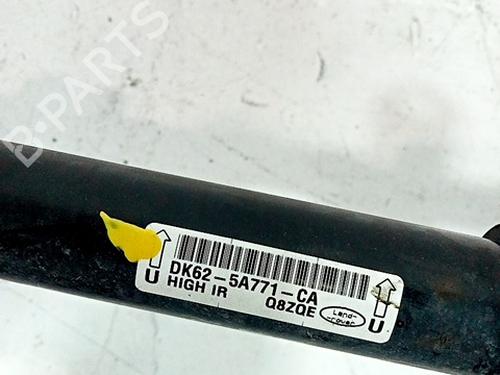 B-PARTS
DK62-5A771-CA
HIGH IR Q8ZQE
Land-
rover
U U